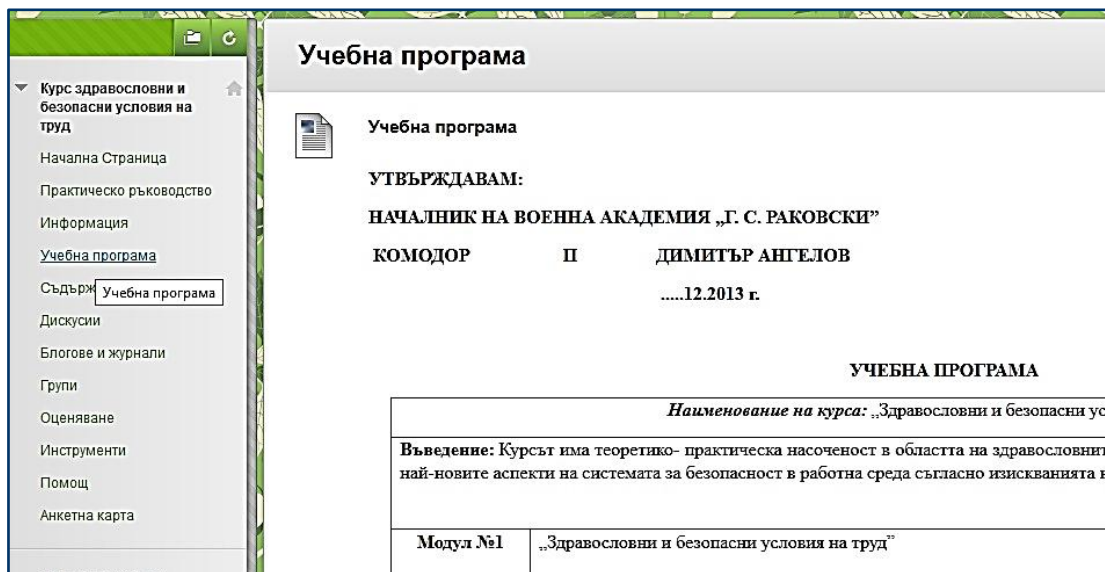 Курс здравословни и
безопасни условия на
труд
Начална Страница
Практическо ръководство
Информация
Учебна програма
Съдърж
Учебна програма
Дискусии
Блогове и журнали
Групи
Оценяване
Инструменти
Помощ
Анкетна карта
Учебна програма
Учебна програма
УТВЪРЖДАВАМ:
НАЧАЛНИК НА ВОЕННА АКАДЕМИЯ „Г. С. РАКОВСКИ”
КОМОДОР П ДИМИТЪР АНГЕЛОВ
.....12.2013 г.
УЧЕБНА ПРОГРАМА
Наименование на курса: „Здравословни и безопасни ус
Въведение: Курсът има теоретико- практическа насоченост в областта на здравословнит
най-новите аспекти на системата за безопасност в работна среда съгласно изискванията н
Модул №1 „Здравословни и безопасни условия на труд”